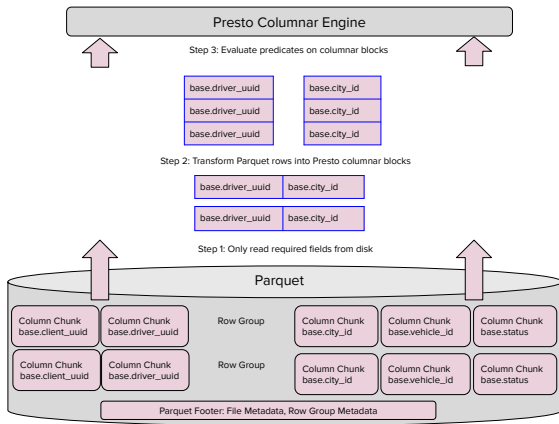 Presto Columnar Engine
Step 3: Evaluate predicates on columnar blocks
base.driver_uuid base.city_id
base.driver_uuid base.city_id
base.driver_uuid base.city_id
Step 2: Transform Parquet rows into Presto columnar blocks
base.driver_uuid base.city_id
base.driver_uuid base.city_id
Step 1: Only read required fields from disk
Parquet
Column Chunk Column Chunk Row Group Column Chunk Column Chunk Column Chunk
base.client_uuid base.driver_uuid base.city_id base.vehicle_id base.status
Column Chunk Column Chunk Row Group Column Chunk Column Chunk Column Chunk
base.client_uuid base.driver_uuid base.city_id base.vehicle_id base.status
Parquet Footer: File Metadata, Row Group Metadata